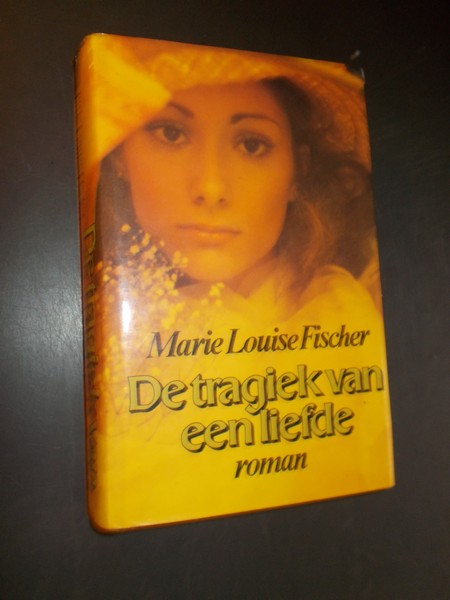 Marie Louise Fischer
De tragiek van
een liefde
roman